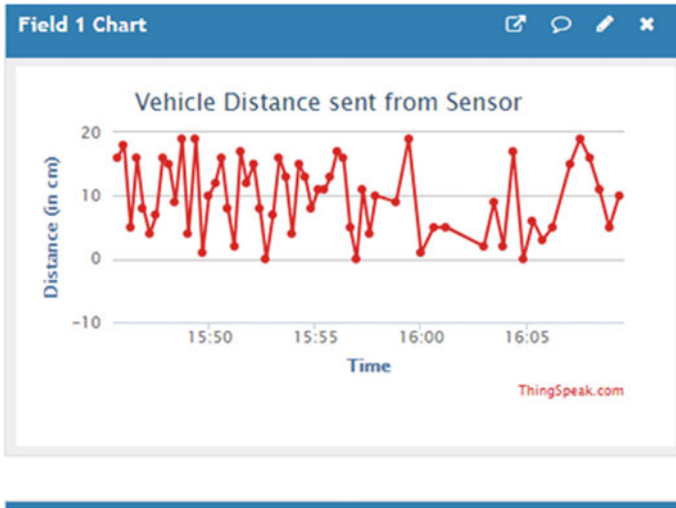 Field 1 Chart
Vehicle Distance sent from Sensor
Distance (in cm)
20
10
0
-10
15:50 15:55 16:00 16:05
Time
ThingSpeak.com